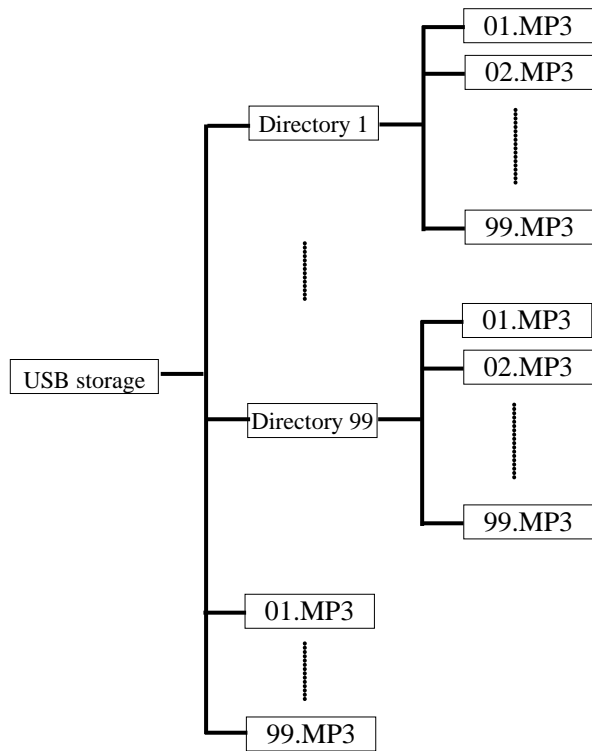 01.MP3
02.MP3
Directory 1
99.MP3
01.MP3
USB storage
02.MP3
Directory 99
99.MP3
01.MP3
99.MP3